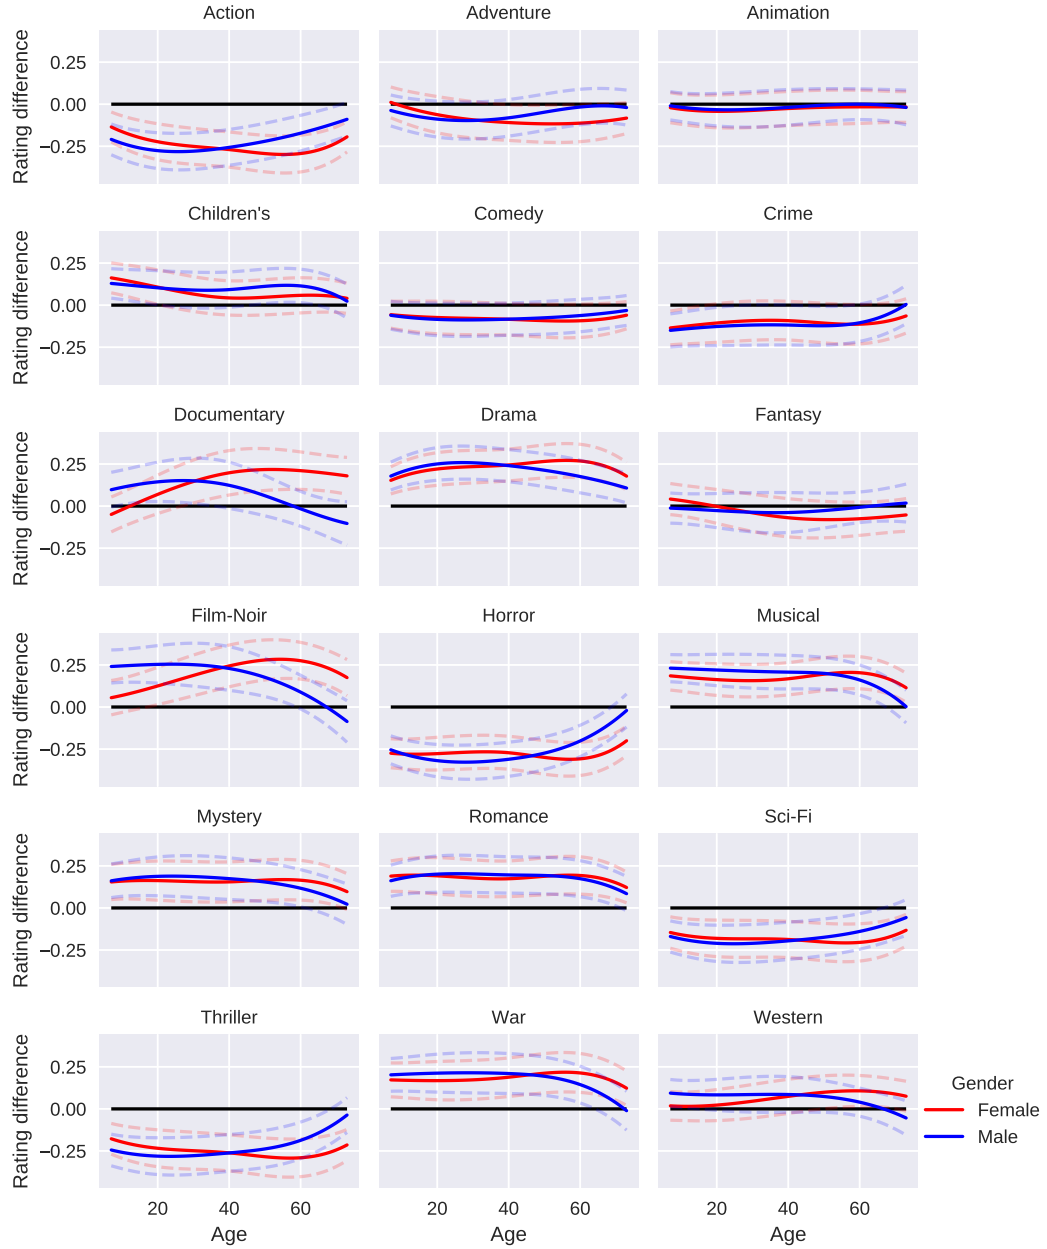 Action Adventure Animation
Rating difference
0.25
0.00
−0.25
Children's Comedy Crime
Rating difference
0.25
0.00
−0.25
Documentary Drama Fantasy
Rating difference
0.25
0.00
−0.25
Film-Noir Horror Musical
Rating difference
0.25
0.00
−0.25
Mystery Romance Sci-Fi
Rating difference
0.25
0.00
−0.25
Thriller War Western
Rating difference
0.25
0.00
−0.25
20 40 60 20 40 60 20 40 60
Age Age Age
Gender
Female
Male